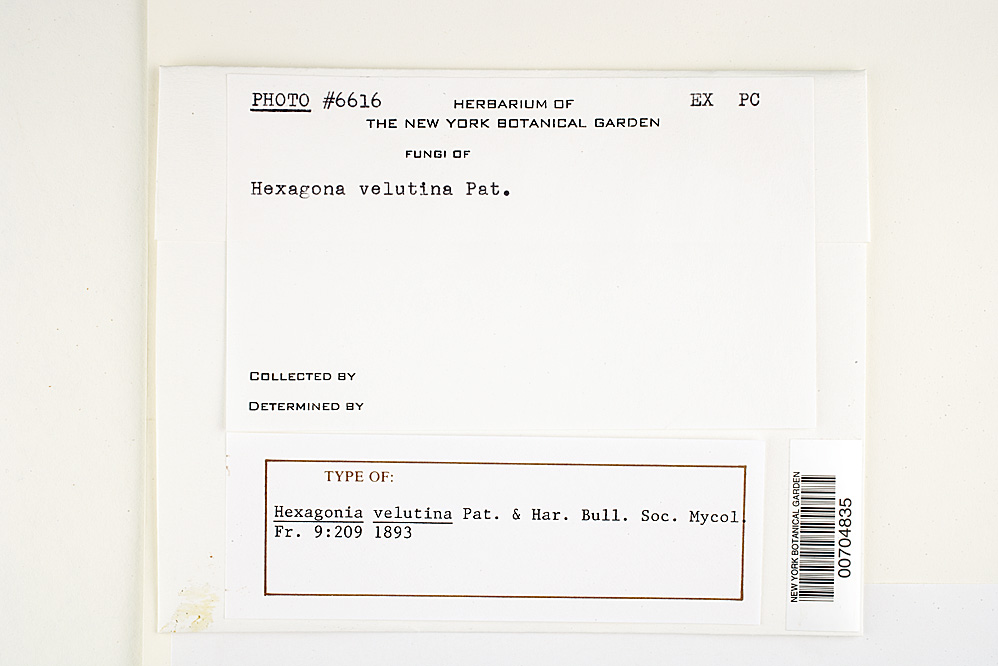 PHOTO #6616 HERBARIUM OF EX PC
THE NEW YORK BOTANICAL GARDEN
FUNGI OF
Hexagona velutina Pat.
COLLECTED BY
DETERMINED BY
TYPE OF:
Hexagonia velutina Pat. & Har. Bull. Soc. Mycol.
Fr. 9:209 1893
NEW YORK BOTANICAL GARDEN
00704835